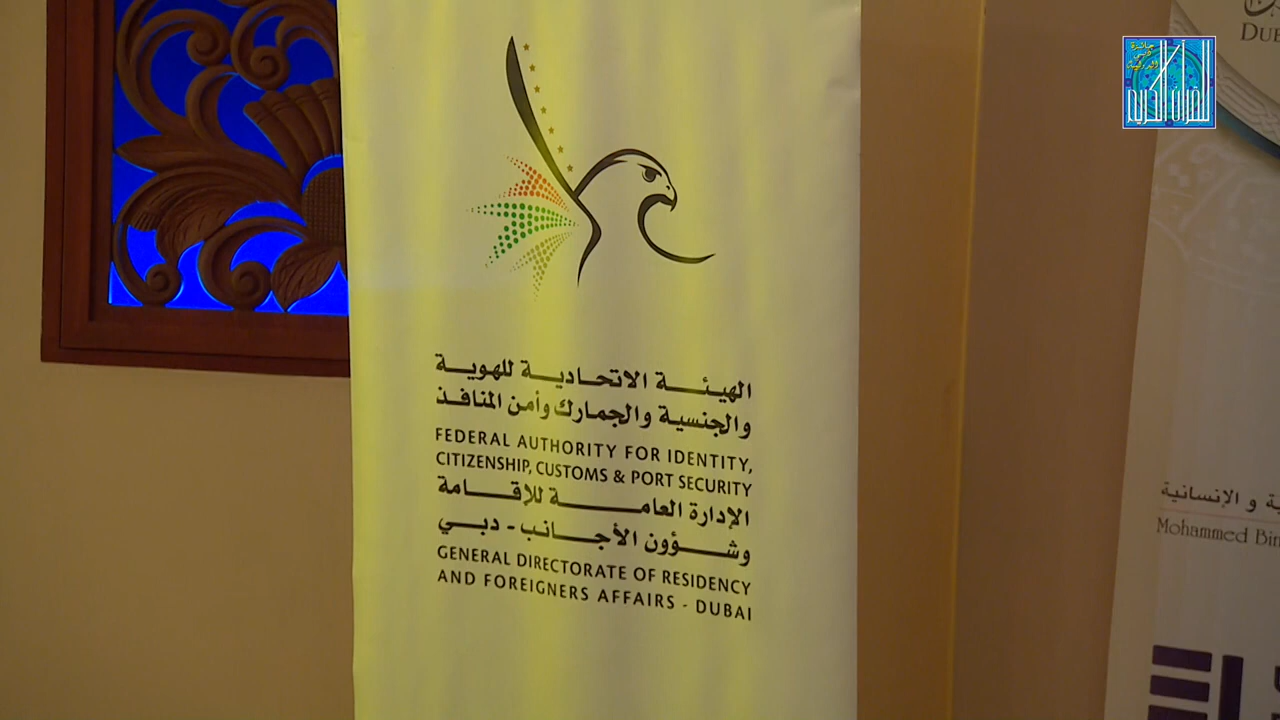 الهيئة الاتحادية للهوية
والجنسية والجمارك وأمن المنافذ
FEDERAL AUTHORITY FOR IDENTITY,
CITIZENSHIP, CUSTOMS & PORT SECURITY
الإدارة العامة للإقامة
وشؤون الأجانب - دبي
GENERAL DIRECTORATE OF RESIDENCY
AND FOREIGNERS AFFAIRS - DUBAI
للقرآن الكريم
و الإنسانية
Mohammed Bin